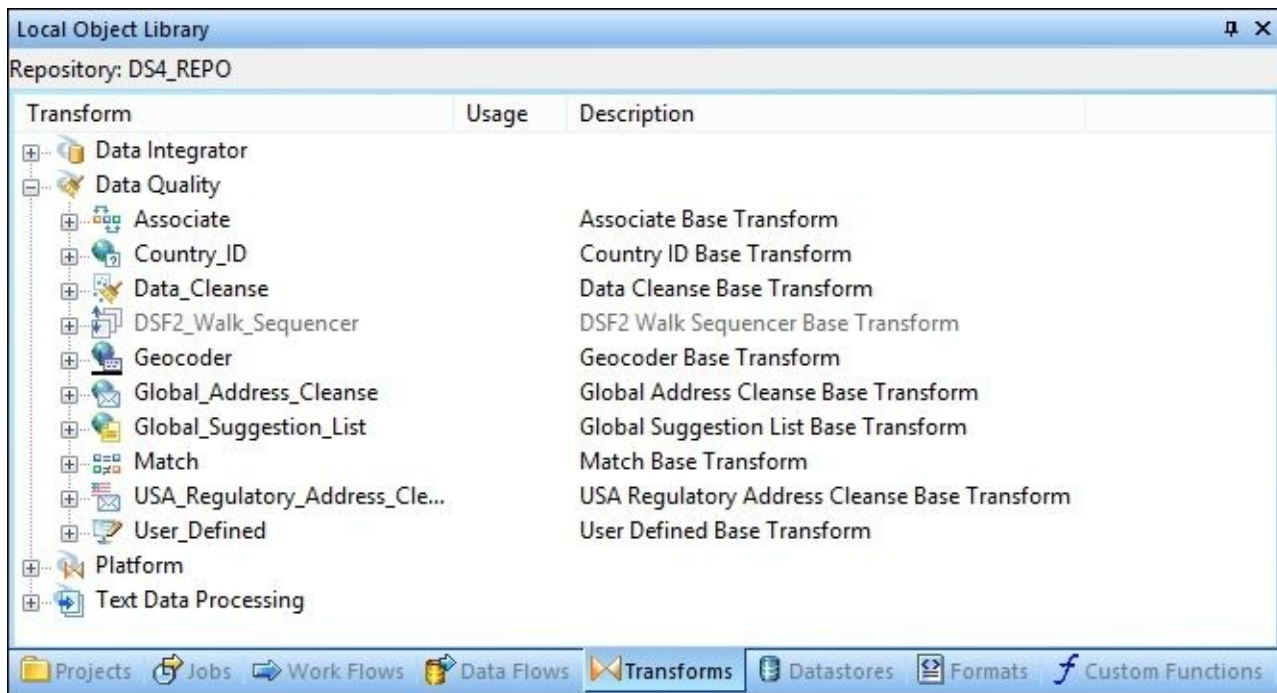 Local Object Library
Repository: DS4_REPO
Transform Usage Description
Data Integrator
Data Quality
Associate Associate Base Transform
Country_ID Country ID Base Transform
Data_Cleanse Data Cleanse Base Transform
DSF2_Walk_Sequencer DSF2 Walk Sequencer Base Transform
Geocoder Geocoder Base Transform
Global_Address_Cleanse Global Address Cleanse Base Transform
Global_Suggestion_List Global Suggestion List Base Transform
Match Match Base Transform
USA_Regulatory_Address_Cle... USA Regulatory Address Cleanse Base Transform
User_Defined User Defined Base Transform
Platform
Text Data Processing
Projects Jobs Work Flows Data Flows Transforms Datastores Formats Custom Functions